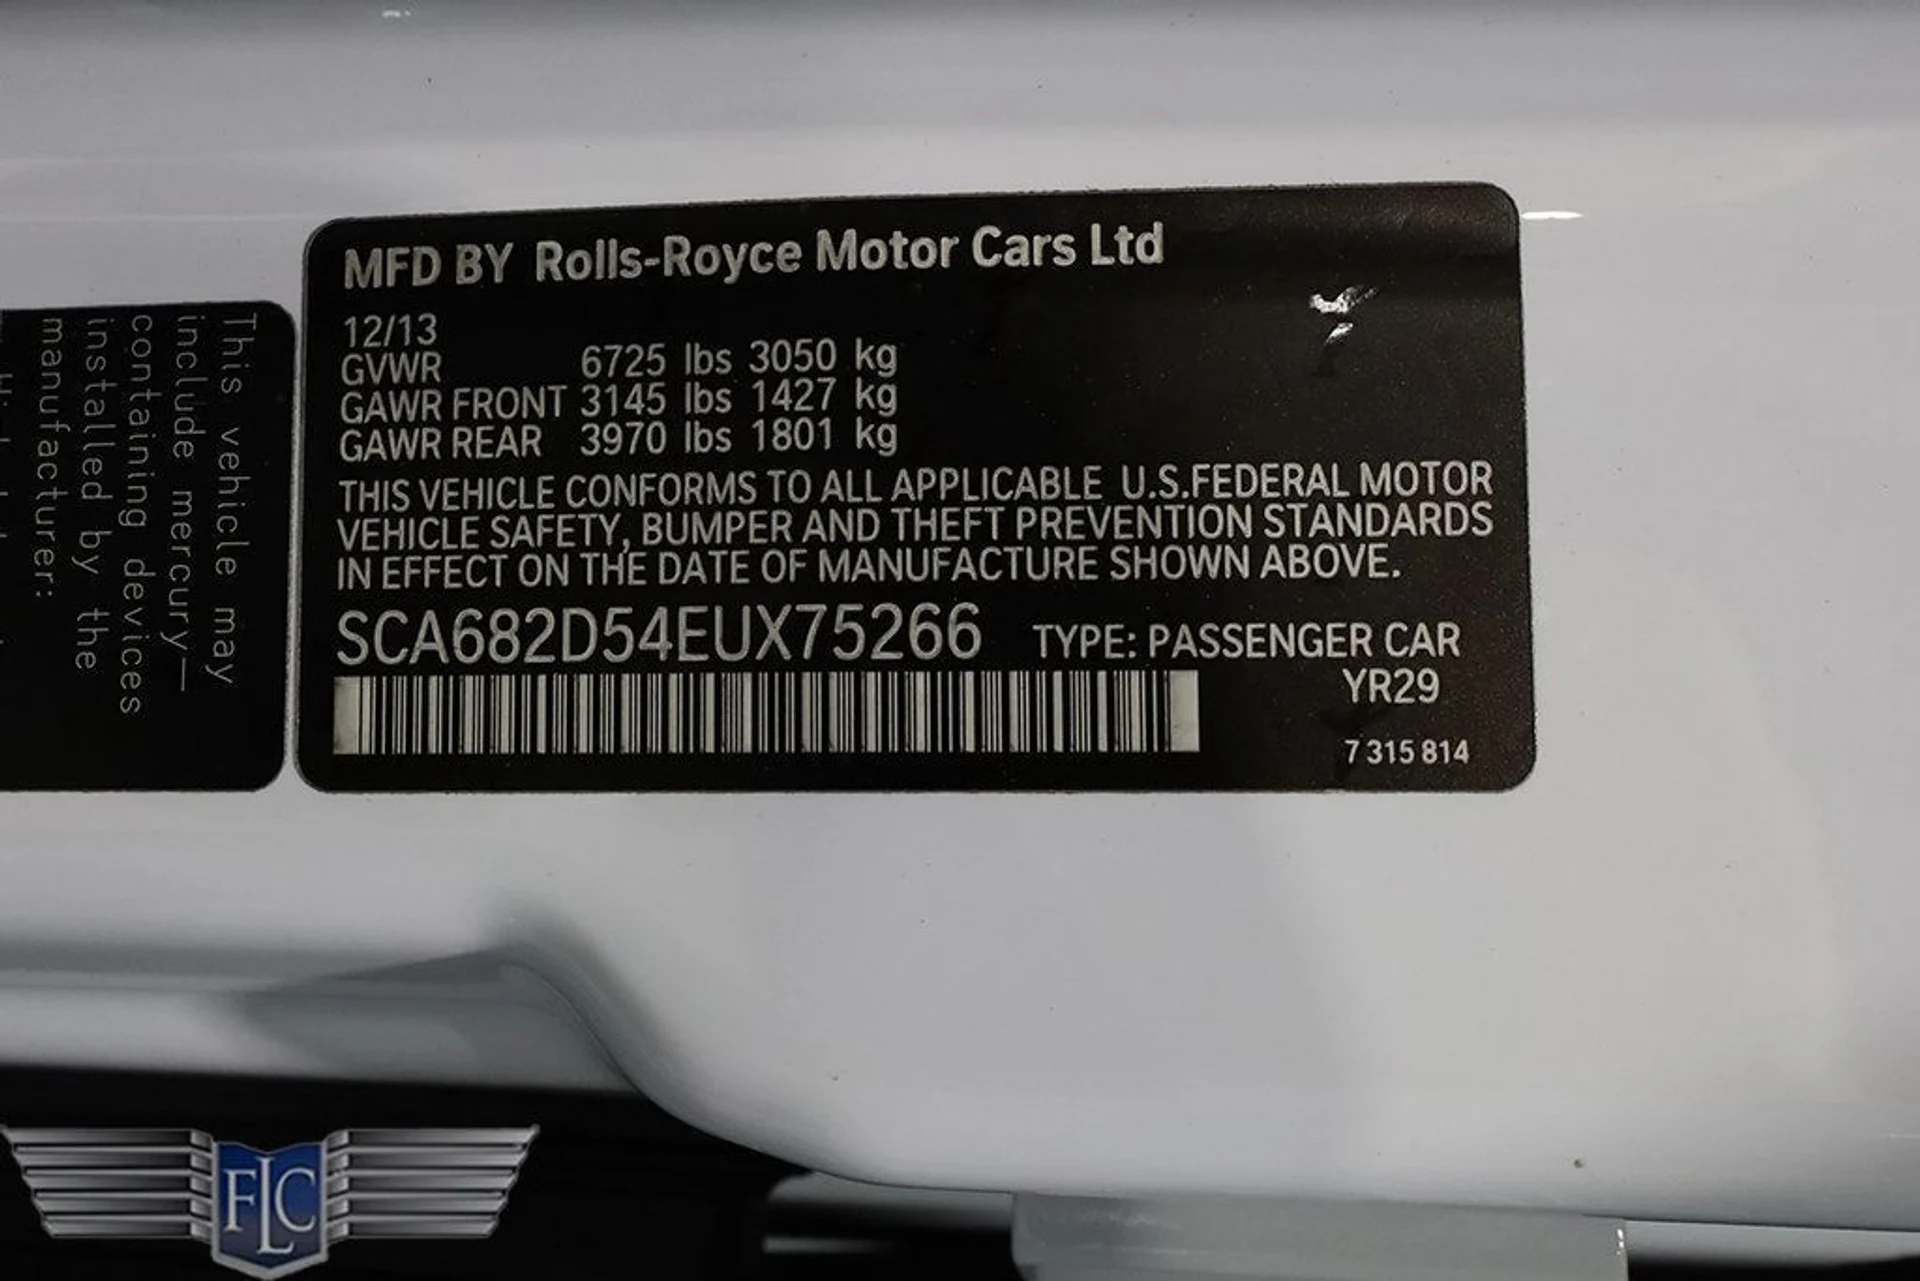 MFD BY Rolls-Royce Motor Cars Ltd
12/13
GVWR 6725 lbs 3050 kg
GAWR FRONT 3145 lbs 1427 kg
GAWR REAR 3970 lbs 1801 kg
THIS VEHICLE CONFORMS TO ALL APPLICABLE U.S.FEDERAL MOTOR
VEHICLE SAFETY, BUMPER AND THEFT PREVENTION STANDARDS
IN EFFECT ON THE DATE OF MANUFACTURE SHOWN ABOVE.
SCA682D54EUX75266 TYPE: PASSENGER CAR
YR29
7 315 814
This vehicle may
include mercury—
containing devices
installed by the
manufacturer:
FLC